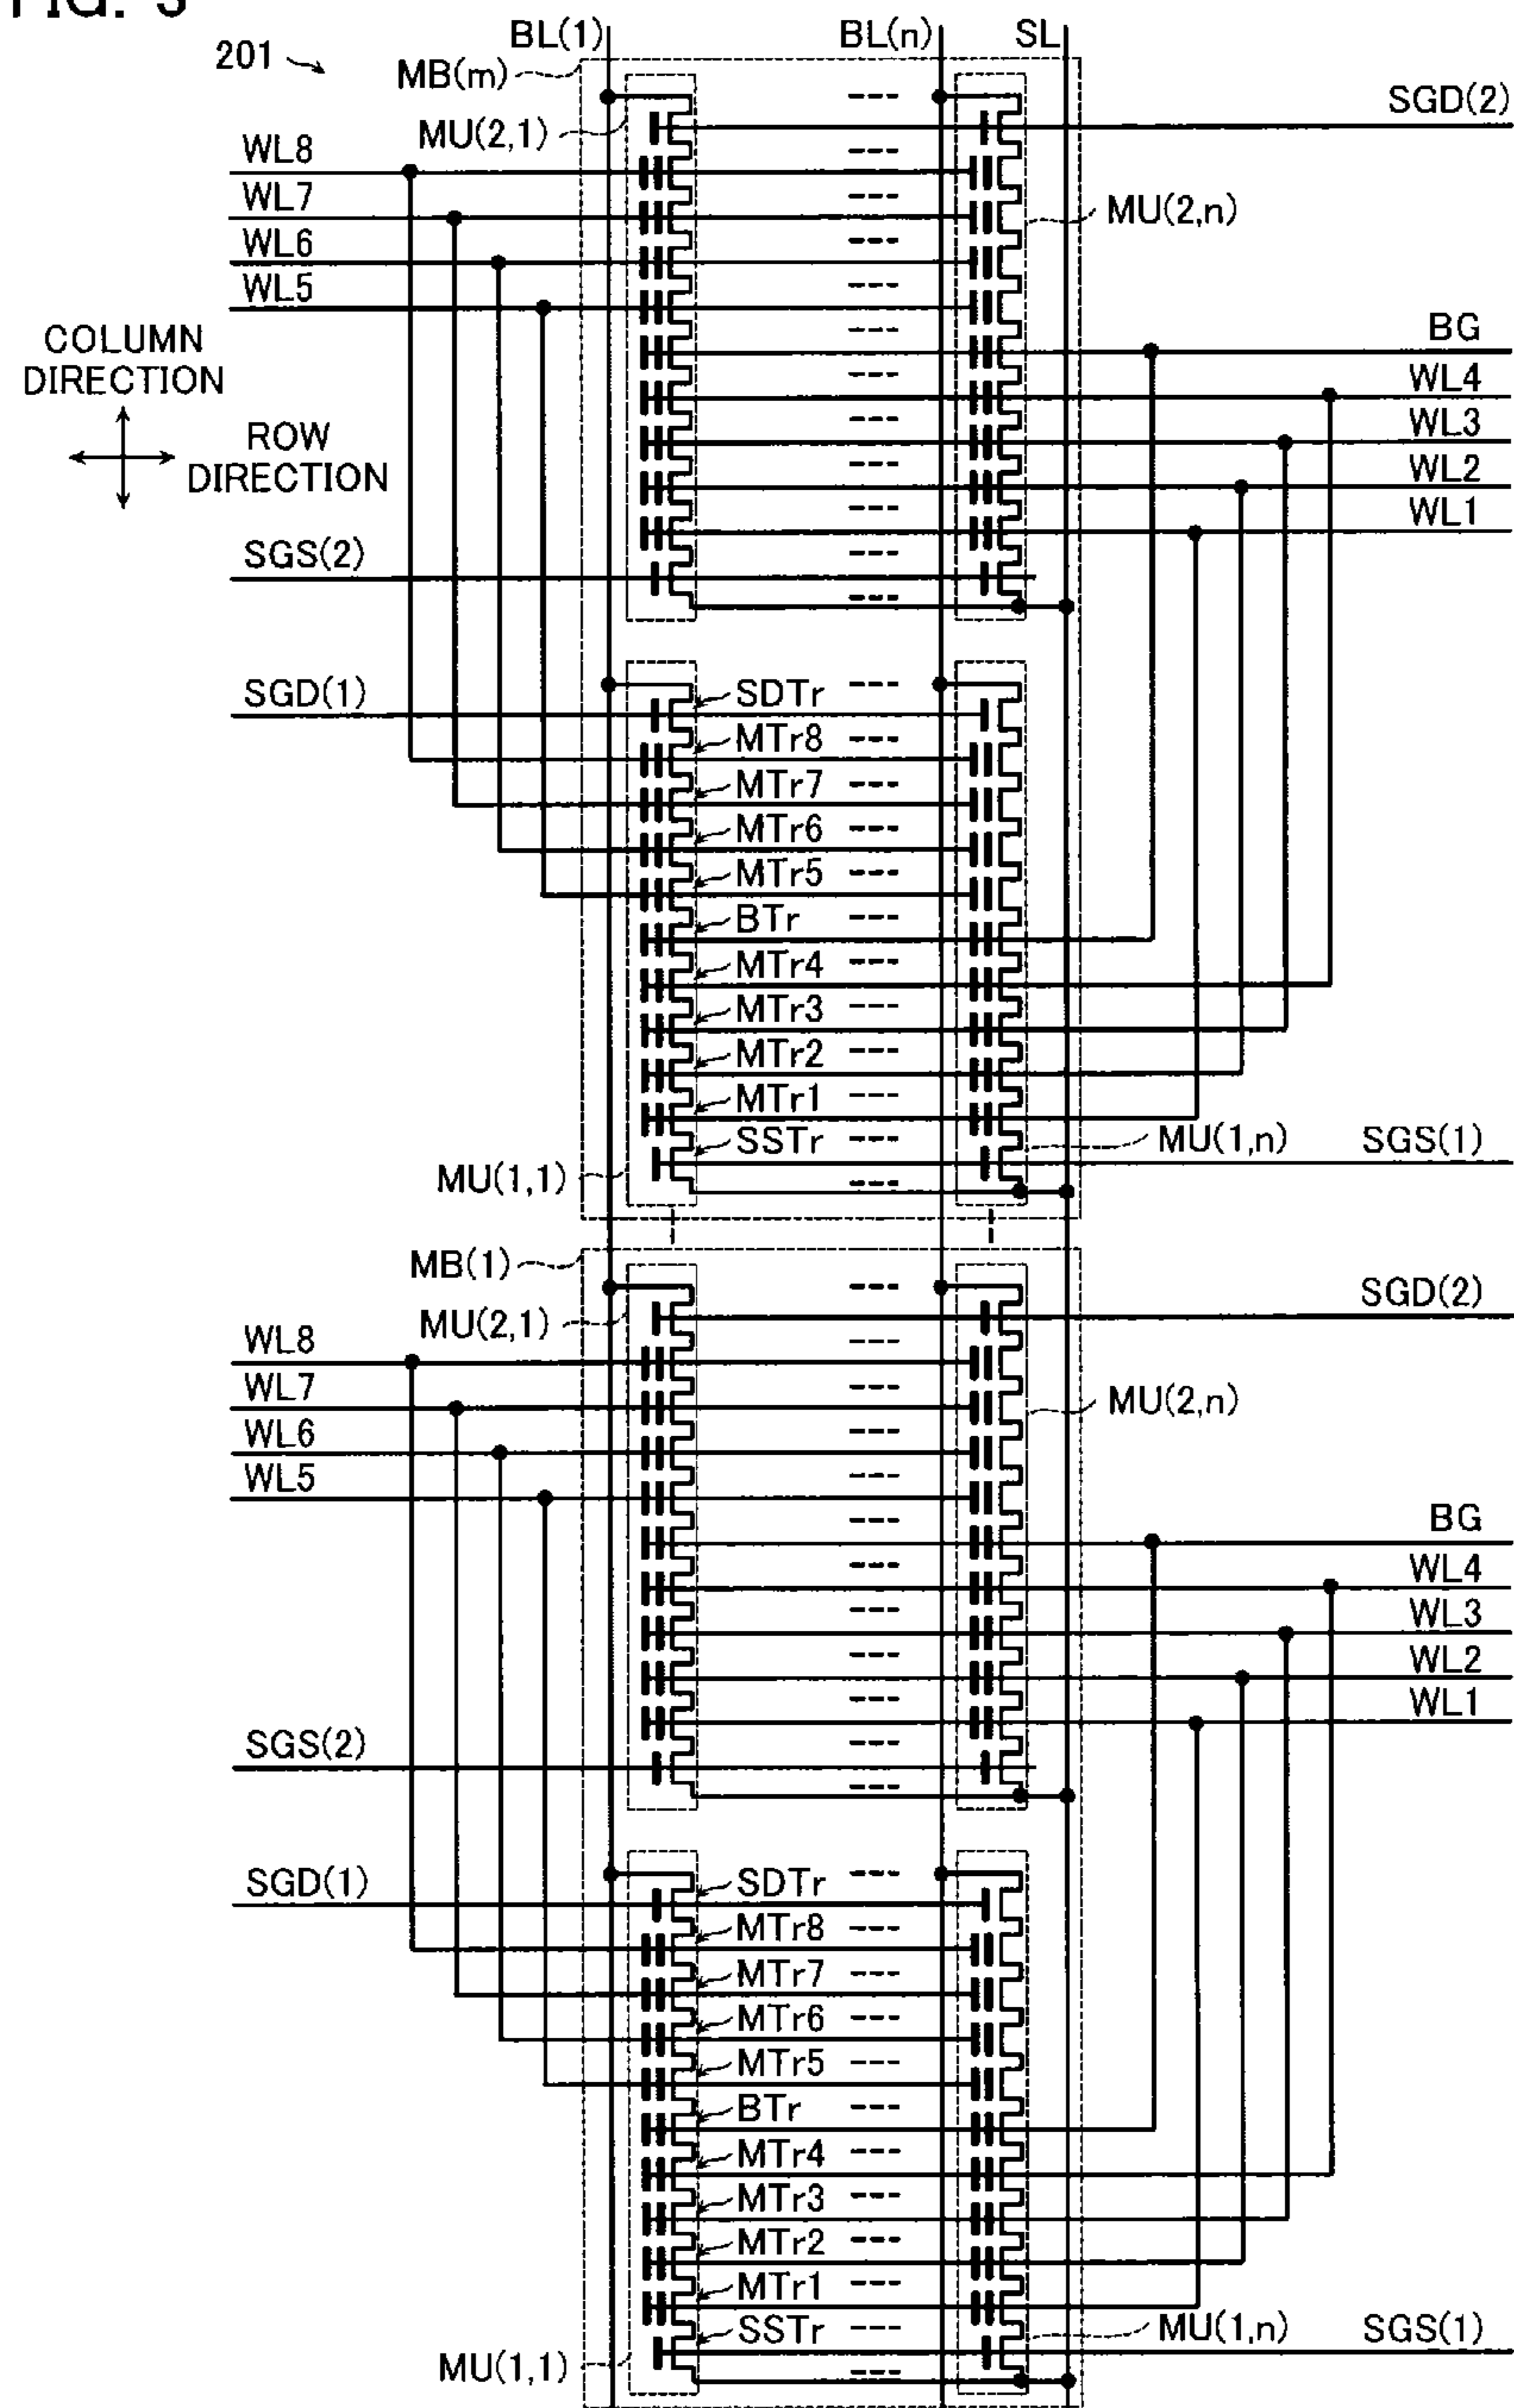 FIG. 3
BL(1)
BL(n)
SL
201
MB(m)
SGD(2)
MU(2,1)
WL8
WL7
MU(2,n)
WL6
WL5
COLUMN
DIRECTION
BG
WL4
ROW
DIRECTION
WL3
WL2
WL1
SGS(2)
SGD(1)
SDTr
MTr8
MTr7
MTr6
MTr5
BTr
MTr4
MTr3
MTr2
MTr1
SSTr
MU(1,n)
SGS(1)
MU(1,1)
MB(1)
SGD(2)
MU(2,1)
WL8
WL7
MU(2,n)
WL6
WL5
BG
WL4
WL3
WL2
WL1
SGS(2)
SGD(1)
SDTr
MTr8
MTr7
MTr6
MTr5
BTr
MTr4
MTr3
MTr2
MTr1
SSTr
MU(1,n)
SGS(1)
MU(1,1)